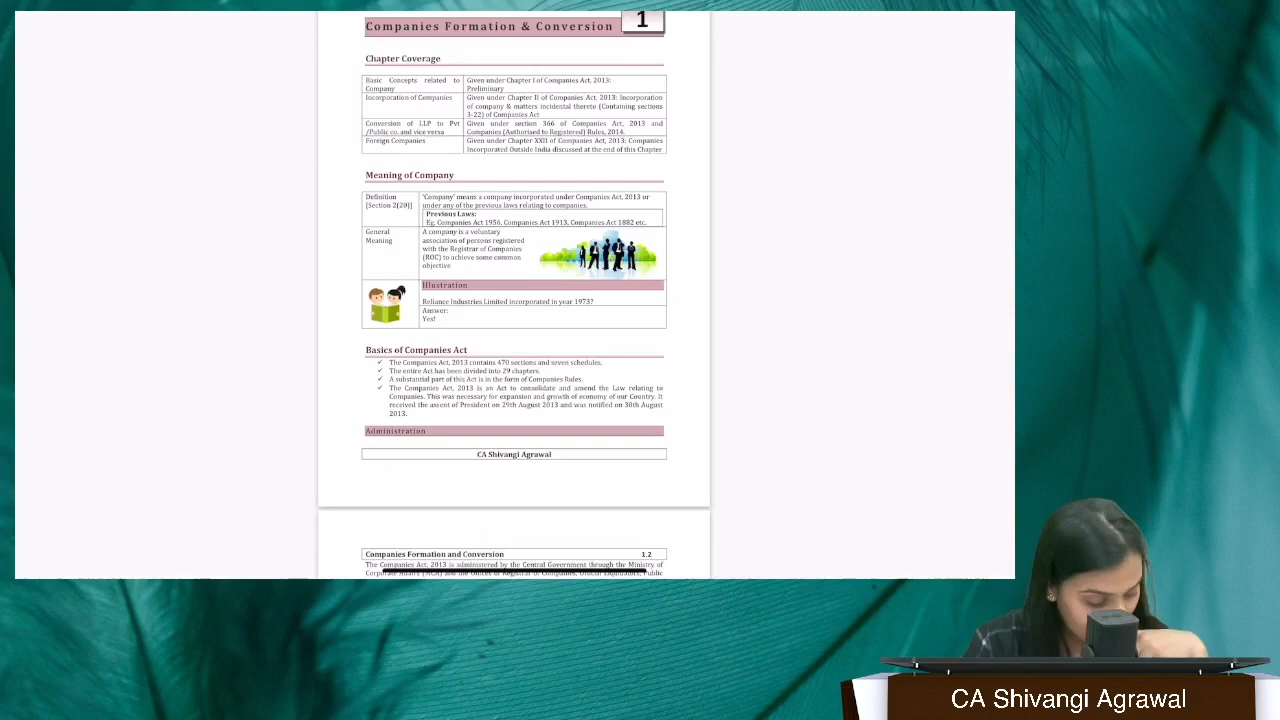 Companies Formation & Conversion
1
Chapter Coverage
Basic Concepts related to Company
Given under Chapter I of Companies Act, 2013:
Preliminary
Incorporation of Companies
Given under Chapter II of Companies Act, 2013: Incorporation
of company & matters incidental thereto (Containing sections
3-22) of Companies Act
Conversion of LLP to Pvt
/Public co. and vice versa
Given under section 366 of Companies Act, 2013 and
Companies (Authorised to Registered) Rules, 2014.
Foreign Companies
Given under Chapter XXII of Companies Act, 2013: Companies
Incorporated Outside India discussed at the end of this Chapter
Meaning of Company
Definition
[Section 2(20)]
'Company' means a company incorporated under Companies Act, 2013 or
under any of the previous laws relating to companies.
Previous Laws:
Eg. Companies Act 1956, Companies Act 1913, Companies Act 1882 etc.
General
Meaning
A company is a voluntary
association of persons registered
with the Registrar of Companies
(ROC) to achieve some common
objective
Illustration
Reliance Industries Limited incorporated in year 1973?
Answer:
Yes!
Basics of Companies Act
✓ The Companies Act, 2013 contains 470 sections and seven schedules.
✓ The entire Act has been divided into 29 chapters.
✓ A substantial part of this Act is in the form of Companies Rules.
✓ The Companies Act, 2013 is an Act to consolidate and amend the Law relating to
Companies. This was necessary for expansion and growth of economy of our Country. It
received the assent of President on 29th August 2013 and was notified on 30th August
2013.
Administration
CA Shivangi Agrawal
Companies Formation and Conversion 1.2
The Companies Act, 2013 is administered by the Central Government through the Ministry of
Corporate Affairs (MCA) and the Offices of Registrar of Companies, Official Liquidators, Public
CA Shivangi Agrawal